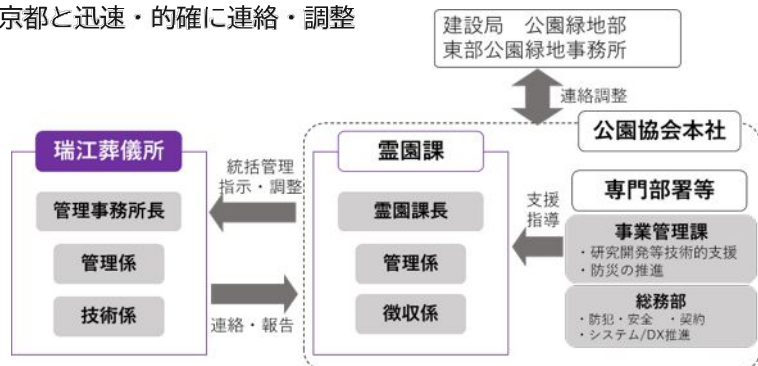 京都と迅速・的確に連絡・調整
建設局　公園緑地部
東部公園緑地事務所
連絡調整
公園協会本社
瑞江葬儀所
管理事務所長
管理係
技術係
統括管理
指示・調整
連絡・報告
霊園課
霊園課長
管理係
徴収係
支援
指導
専門部署等
事業管理課
・研究開発等技術的支援
・防災の推進
総務部
・防犯・安全　・契約
・システム/DX推進